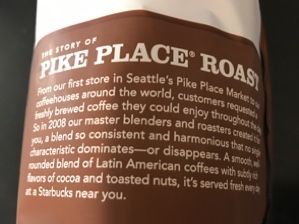 THE STORY OF
PIKE PLACE® ROAST
From our first store in Seattle's Pike Place Market to our
coffeehouses around the world, customers requested a
freshly brewed coffee they could enjoy throughout the day.
So in 2008 our master blenders and roasters created
you, a blend so consistent and harmonious that no
characteristic dominates—or disappears. A smooth, well-
rounded blend of Latin American coffees with subtly rich
flavors of cocoa and toasted nuts, it's served fresh every day
at a Starbucks near you.